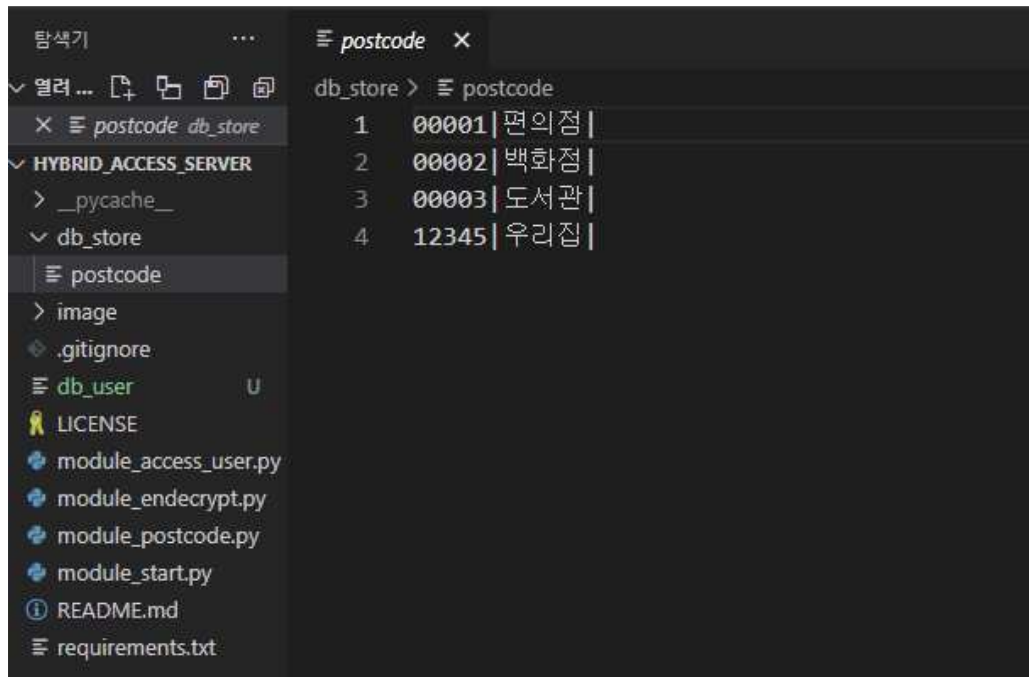 탐색기 ...
열려 ...
postcode db_store
HYBRID_ACCESS_SERVER
__pycache__
db_store
postcode
image
.gitignore
db_user U
LICENSE
module_access_user.py
module_endecrypt.py
module_postcode.py
module_start.py
README.md
requirements.txt
postcode
db_store > postcode
1 00001|편의점|
2 00002|백화점|
3 00003|도서관|
4 12345|우리집|